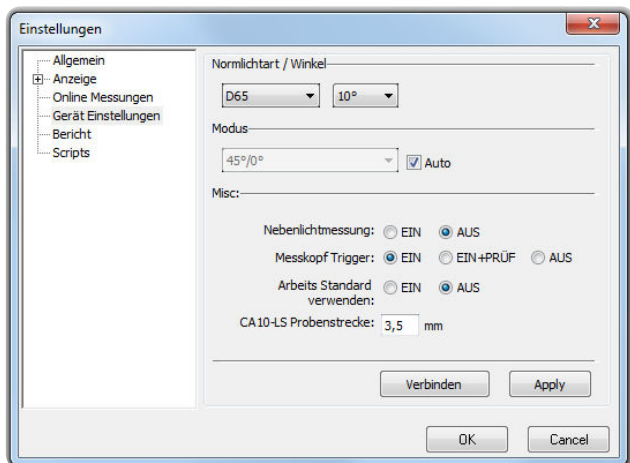 Einstellungen
Allgemein
Anzeige
Online Messungen
Gerät Einstellungen
Bericht
Scripts
Normlichtart / Winkel
D65 10°
Modus
45°/0° Auto
Misc:
Nebenlichtmessung: EIN AUS
Messkopf Trigger: EIN EIN+PRÜF AUS
Arbeits Standard
verwenden: EIN AUS
CA10-LS Probenstrecke: 3,5 mm
Verbinden Apply
OK Cancel